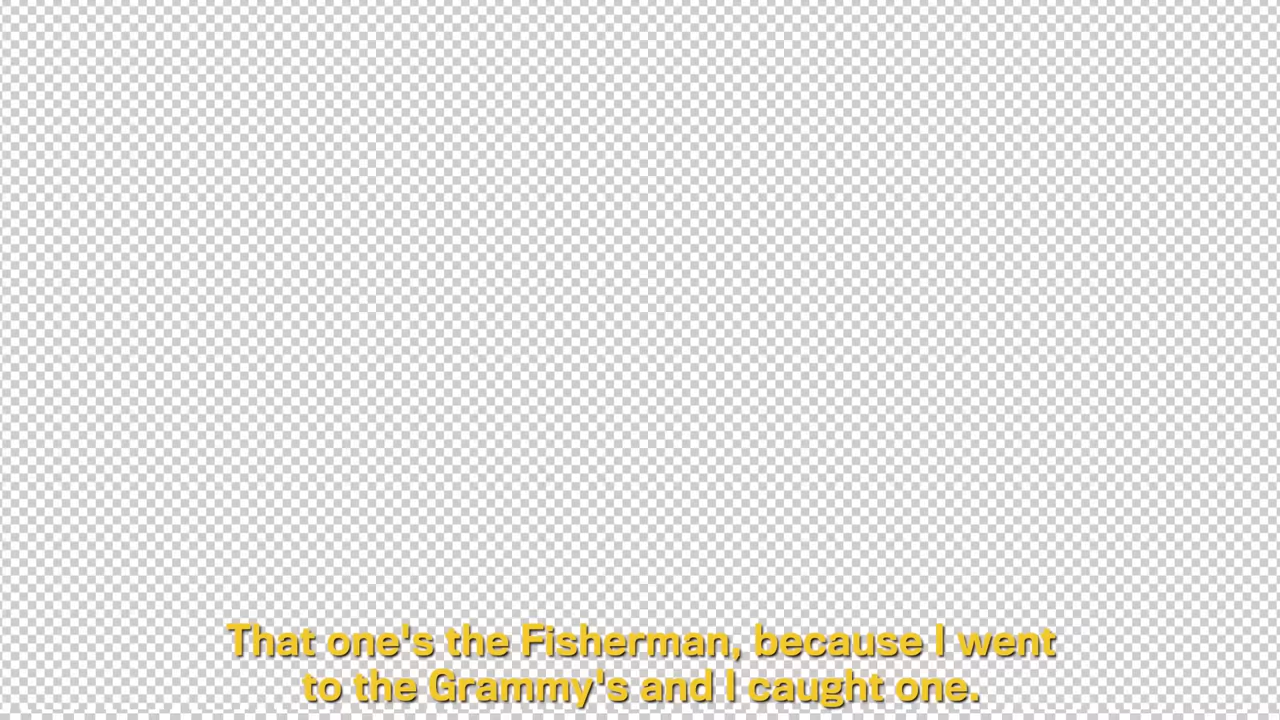 That one's the Fisherman, because I went
to the Grammy's and I caught one.